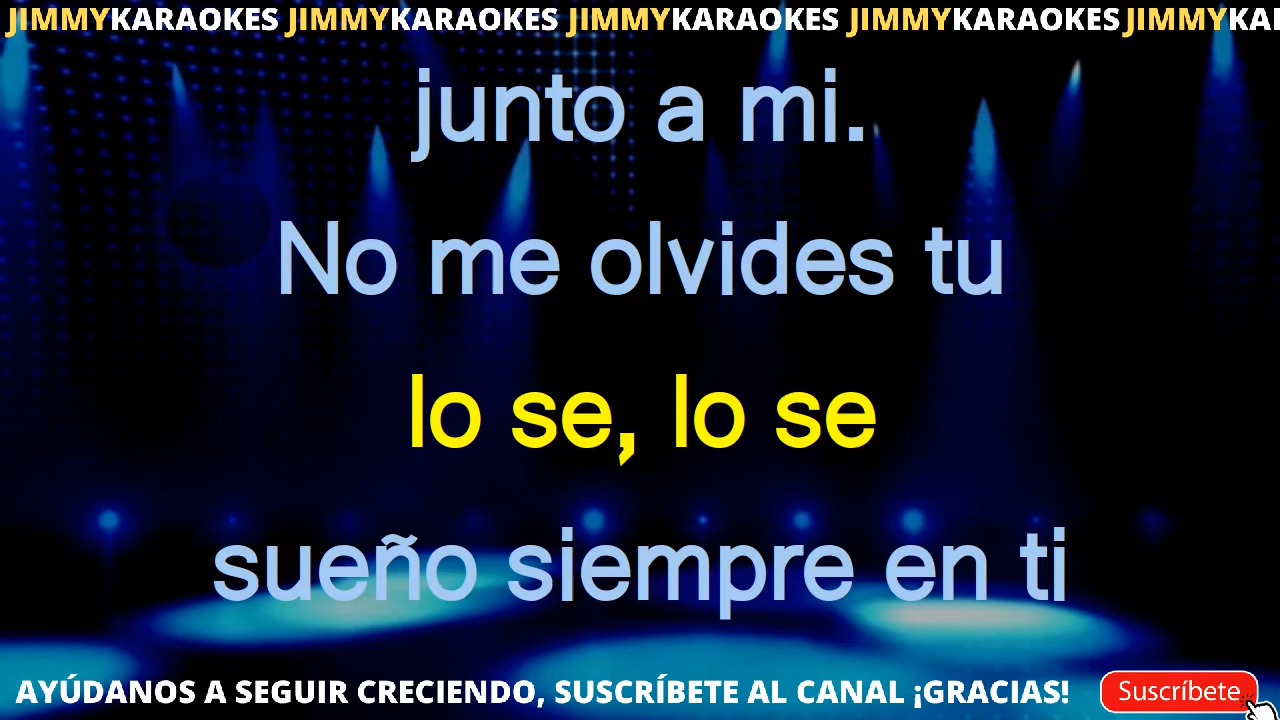 JIMMYKARAOKES JIMMYKARAOKES JIMMYKARAOKES JIMMYKARAOKES JIMMYKA
junto a mi.
No me olvides tu
lo se, lo se
sueño siempre en ti
AYÚDANOS A SEGUIR CRECIENDO, SUSCRÍBETE AL CANAL ¡GRACIAS! Suscríbete